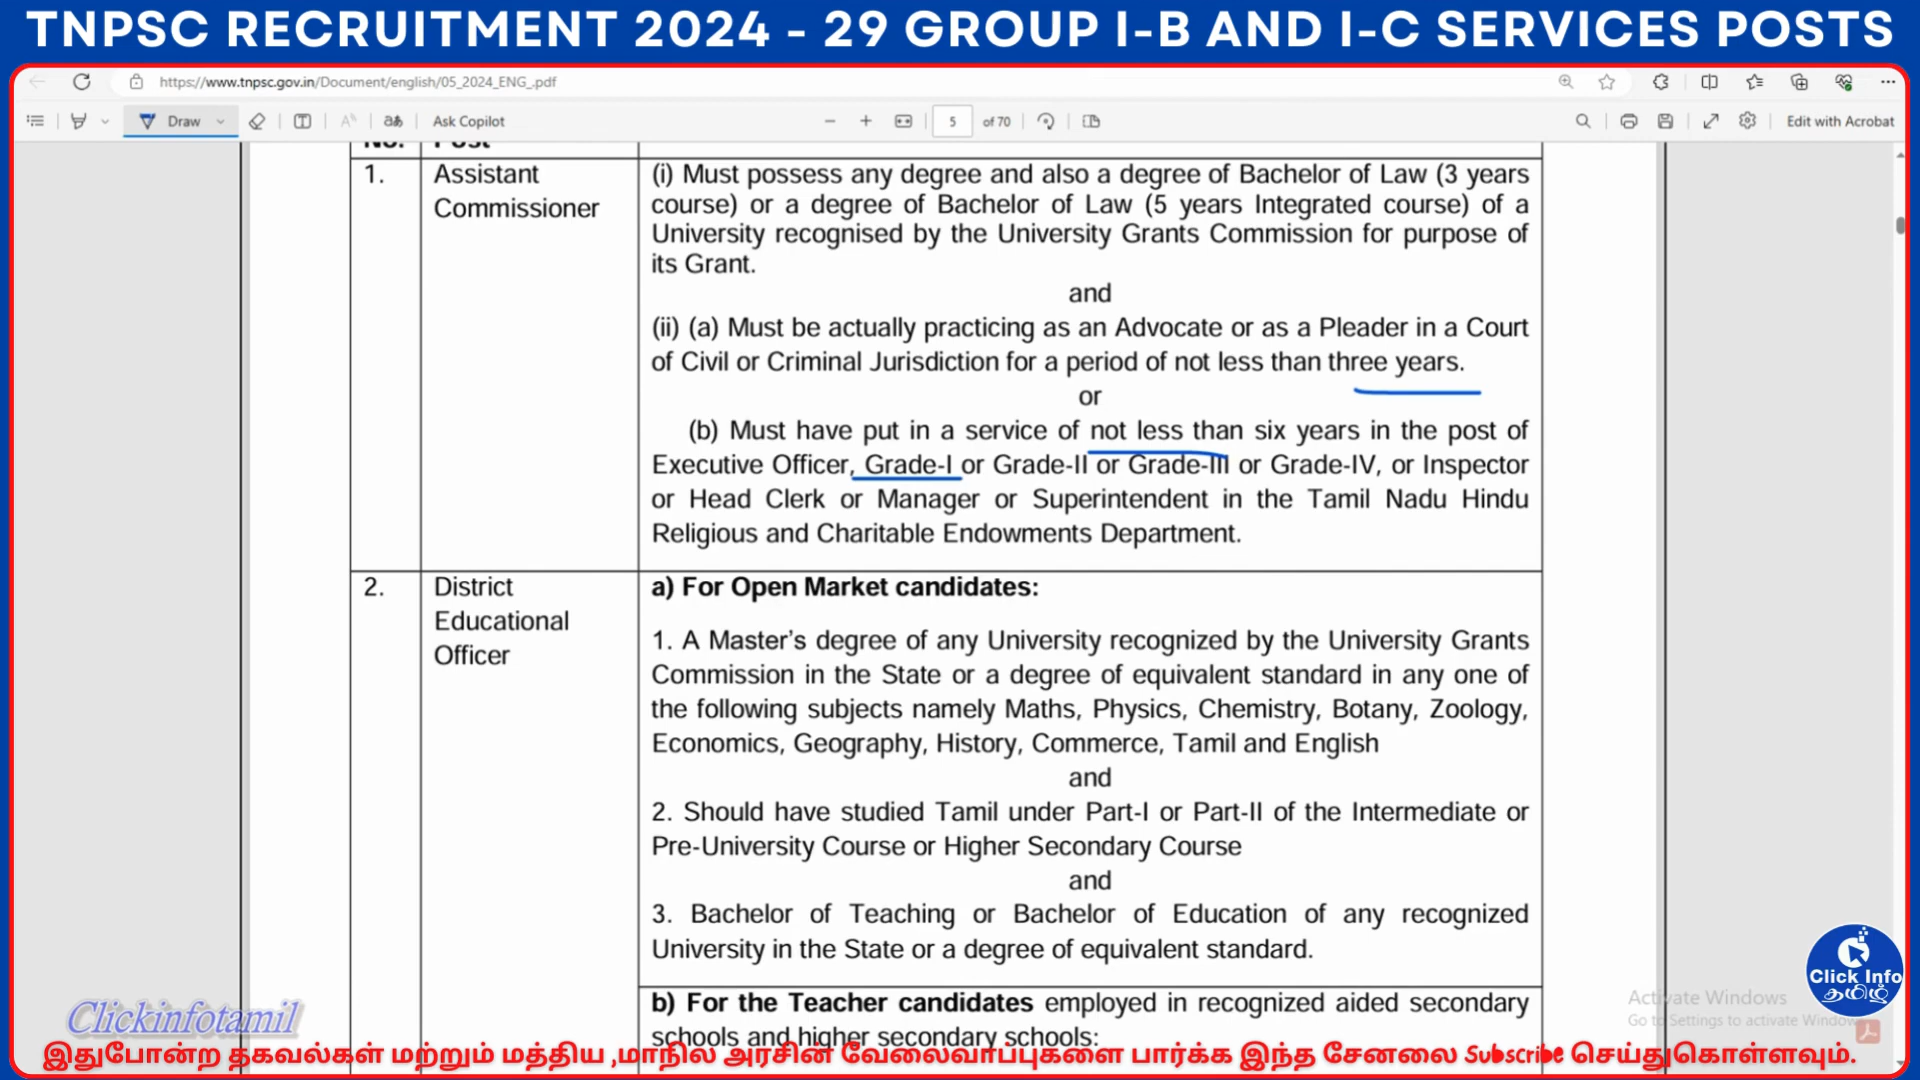 TNPSC RECRUITMENT 2024 - 29 GROUP I-B AND I-C SERVICES POSTS
https://www.tnpsc.gov.in/Document/english/05_2024_ENG_.pdf
Draw
aあ
Ask Copilot
5 of 70
Edit with Acrobat
No. Post
1. Assistant Commissioner
(i) Must possess any degree and also a degree of Bachelor of Law (3 years
course) or a degree of Bachelor of Law (5 years Integrated course) of a
University recognised by the University Grants Commission for purpose of
its Grant.
and
(ii) (a) Must be actually practicing as an Advocate or as a Pleader in a Court
of Civil or Criminal Jurisdiction for a period of not less than three years.
or
(b) Must have put in a service of not less than six years in the post of
Executive Officer, Grade-I or Grade-II or Grade-III or Grade-IV, or Inspector
or Head Clerk or Manager or Superintendent in the Tamil Nadu Hindu
Religious and Charitable Endowments Department.
2. District
Educational
Officer
a) For Open Market candidates:
1. A Master's degree of any University recognized by the University Grants
Commission in the State or a degree of equivalent standard in any one of
the following subjects namely Maths, Physics, Chemistry, Botany, Zoology,
Economics, Geography, History, Commerce, Tamil and English
and
2. Should have studied Tamil under Part-I or Part-II of the Intermediate or
Pre-University Course or Higher Secondary Course
and
3. Bachelor of Teaching or Bachelor of Education of any recognized
University in the State or a degree of equivalent standard.
b) For the Teacher candidates employed in recognized aided secondary
schools and higher secondary schools:
Click Info
தமிழ்
Activate Windows
Go to Settings to activate Windows
Clickinfotamil
இதுபோன்ற தகவல்கள் மற்றும் மத்திய ,மாநில அரசின் வேலைவாய்ப்புகளை பார்க்க இந்த சேனலை Subscribe செய்துகொள்ளவும்.